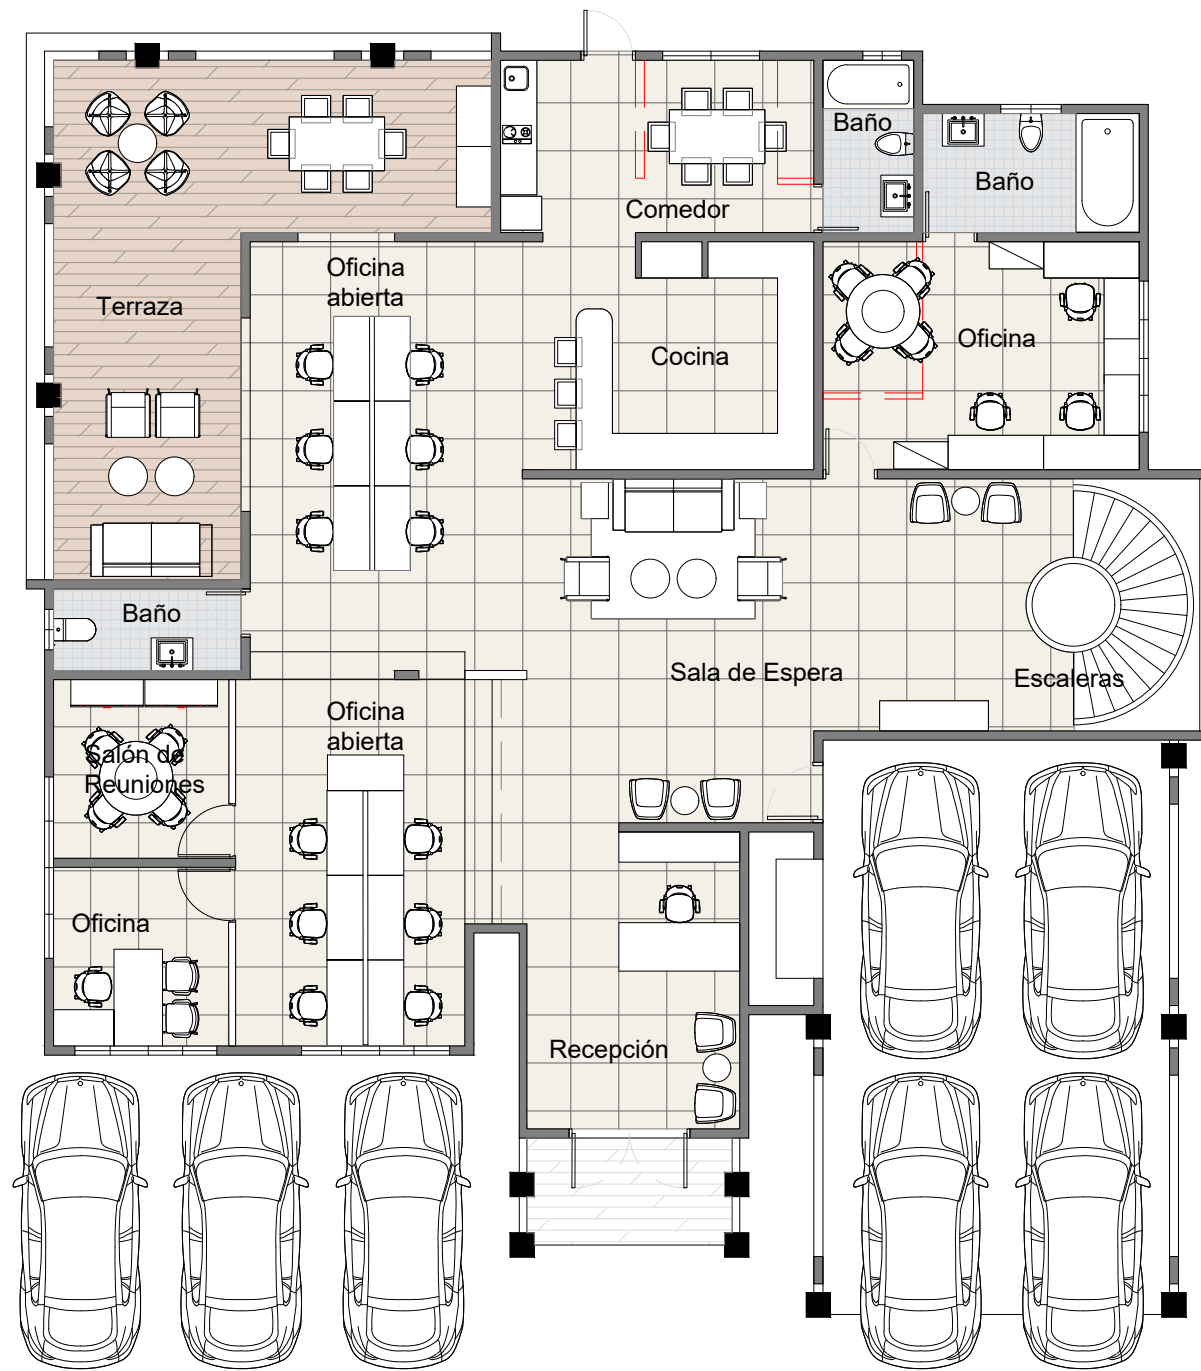 Baño
Baño
Comedor
Oficina
abierta
Terraza
Oficina
Cocina
Baño
Sala de Espera
Escaleras
Oficina
abierta
Salón de
Reuniones
Oficina
Recepción